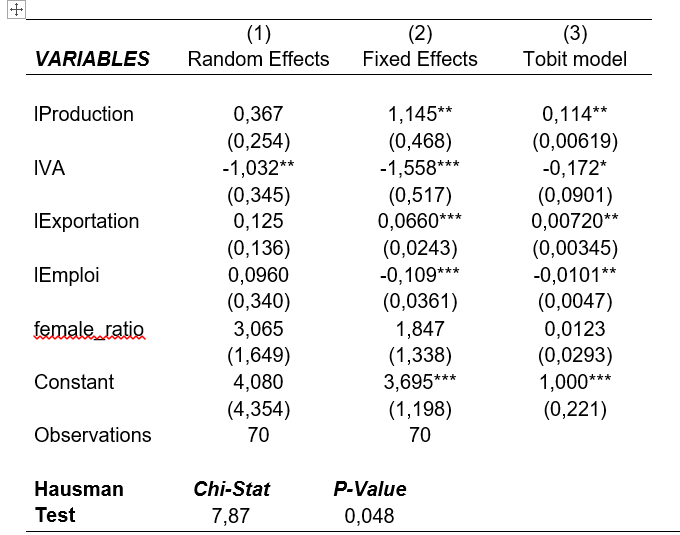 (1) (2) (3)
VARIABLES Random Effects Fixed Effects Tobit model
lProduction 0,367 1,145** 0,114**
(0,254) (0,468) (0,00619)
lVA -1,032** -1,558*** -0,172*
(0,345) (0,517) (0,0901)
lExportation 0,125 0,0660*** 0,00720**
(0,136) (0,0243) (0,00345)
lEmploi 0,0960 -0,109*** -0,0101**
(0,340) (0,0361) (0,0047)
female_ratio 3,065 1,847 0,0123
(1,649) (1,338) (0,0293)
Constant 4,080 3,695*** 1,000***
(4,354) (1,198) (0,221)
Observations 70 70
Hausman Chi-Stat P-Value
Test 7,87 0,048